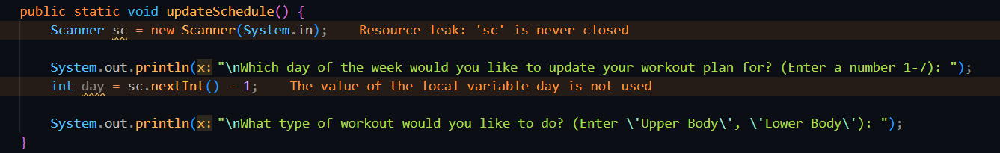 public static void updateSchedule() {
    Scanner sc = new Scanner(System.in);    Resource leak: 'sc' is never closed
    System.out.println(x: "\nWhich day of the week would you like to update your workout plan for? (Enter a number 1-7): ");
    int day = sc.nextInt() - 1;    The value of the local variable day is not used
    System.out.println(x: "\nWhat type of workout would you like to do? (Enter \'Upper Body\', \'Lower Body\'): ");
}